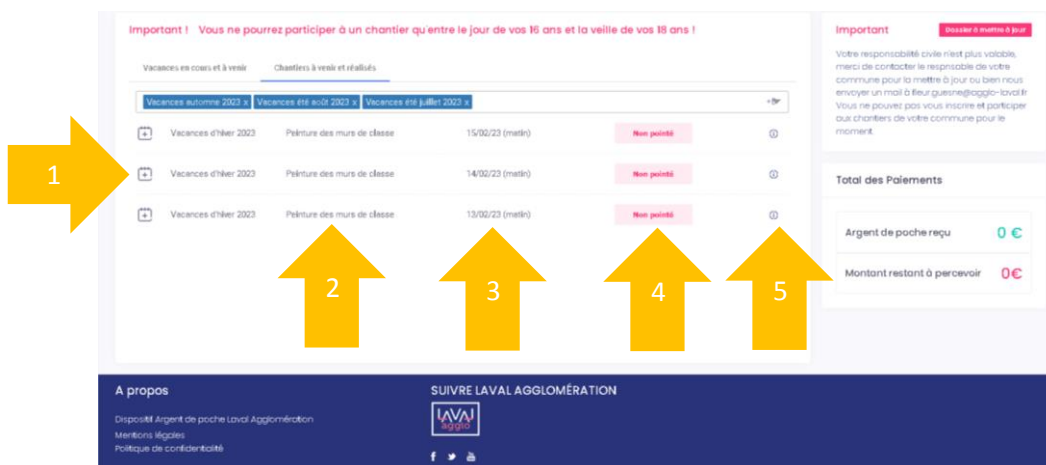 Important ! Vous ne pourrez participer à un chantier qu'entre le jour de vos 16 ans et la veille de vos 18 ans !
Vacances en cours et à venir Chantiers à venir et réalisés
Vacances automne 2023 x Vacances été août 2023 x Vacances été juillet 2023 x
Vacances d'hiver 2023 Peinture des murs de classe 15/02/23 (matin) Non pointé
1 Vacances d'hiver 2023 Peinture des murs de classe 14/02/23 (matin) Non pointé
Vacances d'hiver 2023 Peinture des murs de classe 13/02/23 (matin) Non pointé
2 3 4 5
Important Dossier à mettre à jour
Votre responsabilité civile n'est plus valable,
merci de contacter le respnsable de votre
commune pour la mettre à jour ou bien nous
envoyer un mail à fleur.guesne@agglo-laval.fr
Vous ne pouvez pas vous inscrire et participer
aux chantiers de votre commune pour le
moment.
Total des Paiements
Argent de poche reçu 0 €
Montant restant à percevoir 0€
A propos
Dispositif Argent de poche Laval Agglomération
Mentions légales
Politique de confidentialité
SUIVRE LAVAL AGGLOMÉRATION
LAVAL
agglo